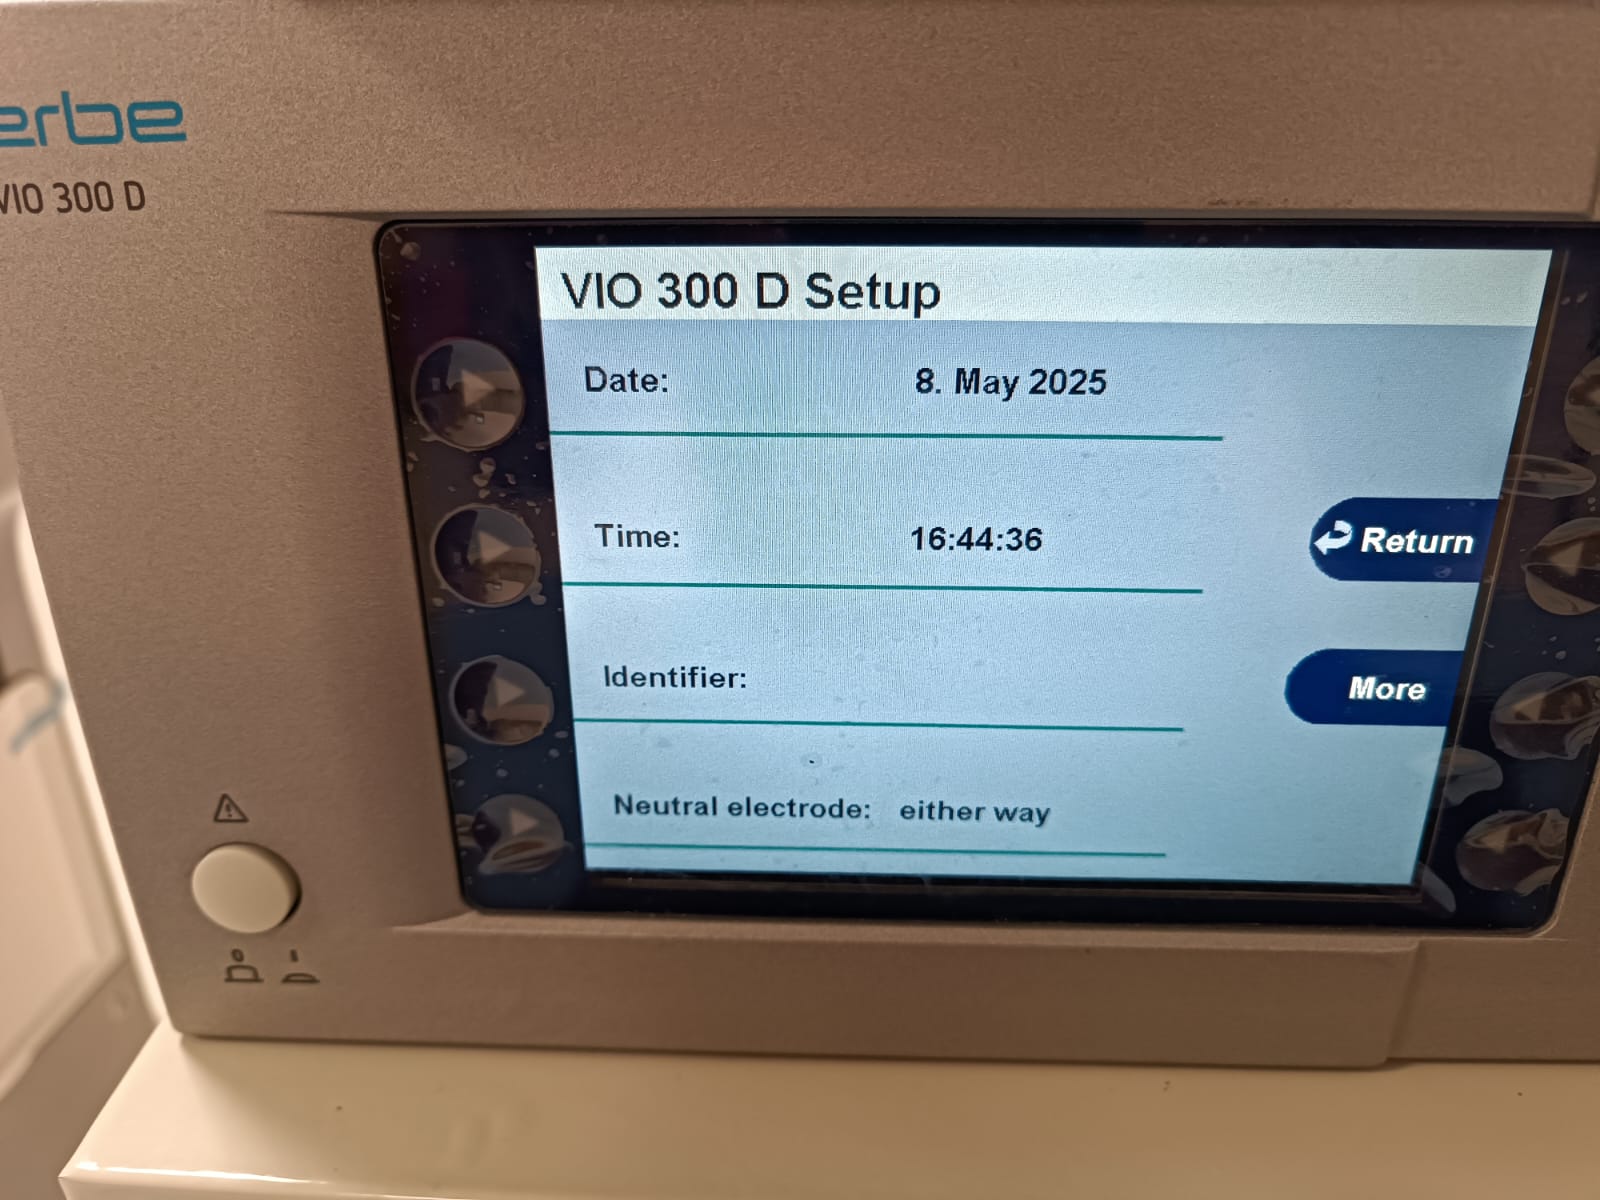 erbe
VIO 300 D
VIO 300 D Setup
Date: 8. May 2025
Time: 16:44:36
Return
Identifier:
More
Neutral electrode: either way